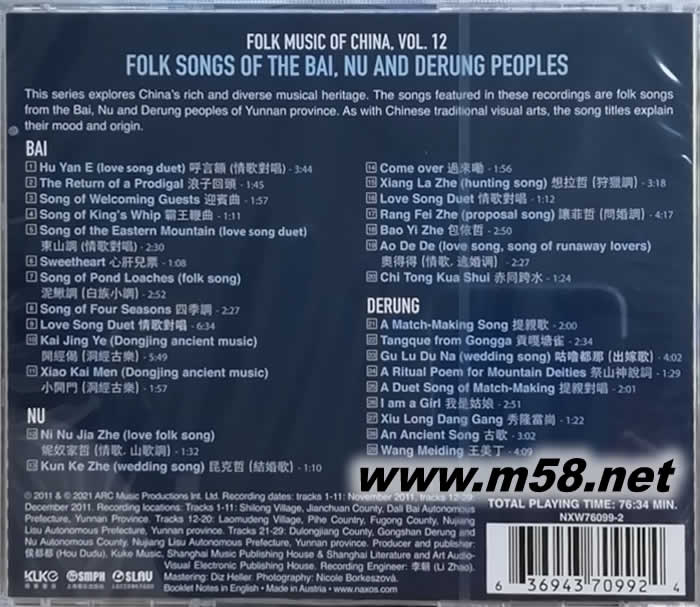 FOLK MUSIC OF CHINA, VOL. 12
FOLK SONGS OF THE BAI, NU AND DERUNG PEOPLES
This series explores China's rich and diverse musical heritage. The songs featured in these recordings are folk songs
from the Bai, Nu and Derung peoples of Yunnan province. As with Chinese traditional visual arts, the song titles explain
their mood and origin.
BAI
1 Hu Yan E (love song duet) 呼言額 (情歌對唱) - 3:44
2 The Return of a Prodigal 浪子回頭 - 1:45
3 Song of Welcoming Guests 迎賓曲 - 1:57
4 Song of King's Whip 霸王鞭曲 - 1:11
5 Song of the Eastern Mountain (love song duet)
東山調 (情歌對唱) - 2:30
6 Sweetheart 心肝兒票 - 1:08
7 Song of Pond Loaches (folk song)
泥鰍調 (白族小調) - 2:52
8 Song of Four Seasons 四季調 - 2:27
9 Love Song Duet 情歌對唱 - 6:34
10 Kai Jing Ye (Dongjing ancient music)
開經偈 (洞經古樂) - 5:49
11 Xiao Kai Men (Dongjing ancient music)
小開門 (洞經古樂) - 1:57
NU
12 Ni Nu Jia Zhe (love folk song)
妮奴家哲 (情歌, 山歌調) - 1:32
13 Kun Ke Zhe (wedding song) 昆克哲 (結婚歌) - 1:10
14 Come over 過來嘞 - 1:56
15 Xiang La Zhe (hunting song) 想拉哲 (狩獵調) - 3:18
16 Love Song Duet 情歌對唱 - 1:12
17 Rang Fei Zhe (proposal song) 讓菲哲 (問婚調) - 4:17
18 Bao Yi Zhe 包依哲 - 2:50
19 Ao De De (love song, song of runaway lovers)
奧得得 (情歌, 逃婚调) - 2:27
20 Chi Tong Kua Shui 赤同跨水 - 1:24
DERUNG
21 A Match-Making Song 提親歌 - 2:00
22 Tangque from Gongga 貢嘎塘雀 - 2:34
23 Gu Lu Du Na (wedding song) 咕嚕都那 (出嫁歌) - 4:02
24 A Ritual Poem for Mountain Deities 祭山神說詞 - 1:29
25 A Duet Song of Match-Making 提親對唱 - 2:01
26 I am a Girl 我是姑娘 - 2:51
27 Xiu Long Dang Gang 秀隆當崗 - 2:51
28 An Ancient Song 古歌 - 3:02
29 Wang Meiding 王美丁 - 4:09
www.m58.net
℗ 2011 & © 2021 ARC Music Productions Int. Ltd. Recording dates: tracks 1-11: November 2011, tracks 12-29:
December 2011. Recording locations: Tracks 1-11: Shilong Village, Jianchuan County, Dali Bai Autonomous
Prefecture, Yunnan Province. Tracks 12-20: Laomudeng Village, Pihe Country, Fugong County, Nujiang
Lisu Autonomous Prefecture, Yunnan Province. Tracks 21-29: Dulongjiang County, Gongshan Derung and
Nu Autonomous County, Nujiang Lisu Autonomous Prefecture, Yunnan Province. Producer and publisher:
侯都都 (Hou Dudu), Kuke Music, Shanghai Music Publishing House & Shanghai Literature and Art Audio-
Visual Electronic Publishing House. Recording Engineer: 李朝 (Li Zhao).
Mastering: Diz Heller. Photography: Nicole Borkeszová.
Booklet Notes in English • Made in Austria • www.naxos.com
KUKE
SMPH
SLAV
TOTAL PLAYING TIME: 76:34 MIN.
NXW76099-2
6 36943 70992 4